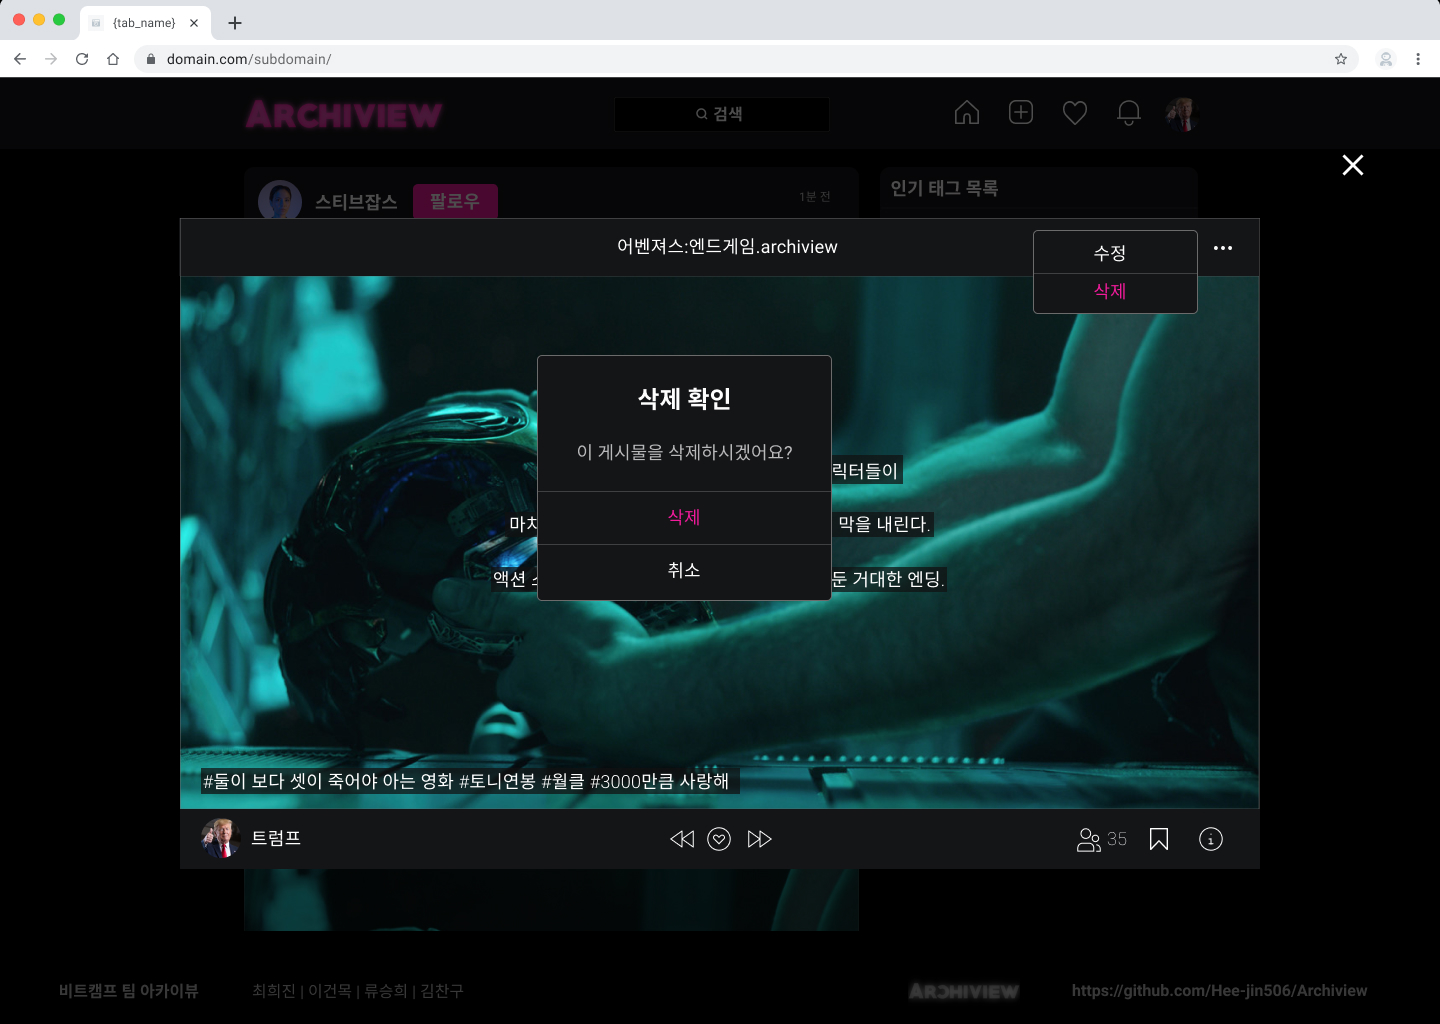 {tab_name}
domain.com/subdomain/
ARCHIVIEW
검색
스티브잡스
팔로우
1분 전
인기 태그 목록
어벤져스:엔드게임.archiview
수정
삭제
삭제 확인
이 게시물을 삭제하시겠어요?
삭제
취소
릭터들이
마치
막을 내린다.
액션
둔 거대한 엔딩.
#둘이 보다 셋이 죽어야 아는 영화 #토니연봉 #월클 #3000만큼 사랑해
트럼프
35
비트캠프 팀 아카이뷰
최희진 | 이건목 | 류승희 | 김찬구
ARCHIVIEW
https://github.com/Hee-jin506/Archiview